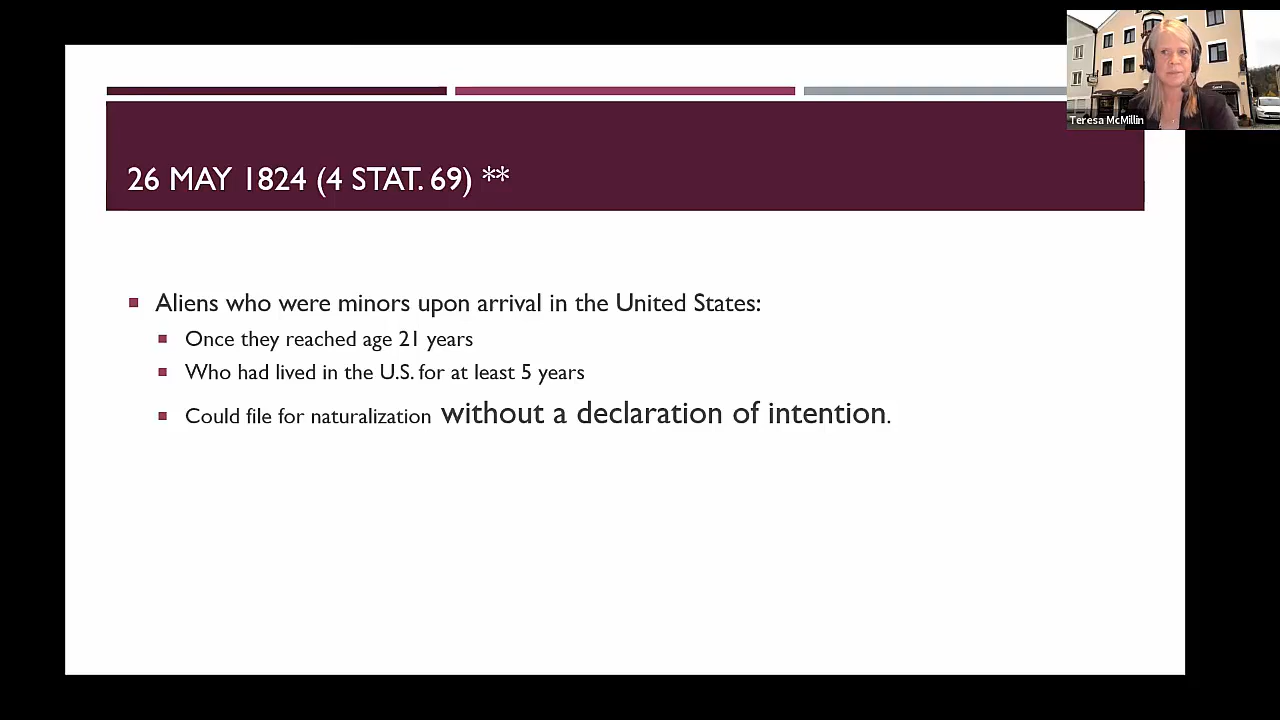 Teresa McMillin
26 MAY 1824 (4 STAT. 69) **
Aliens who were minors upon arrival in the United States:
Once they reached age 21 years
Who had lived in the U.S. for at least 5 years
Could file for naturalization without a declaration of intention.